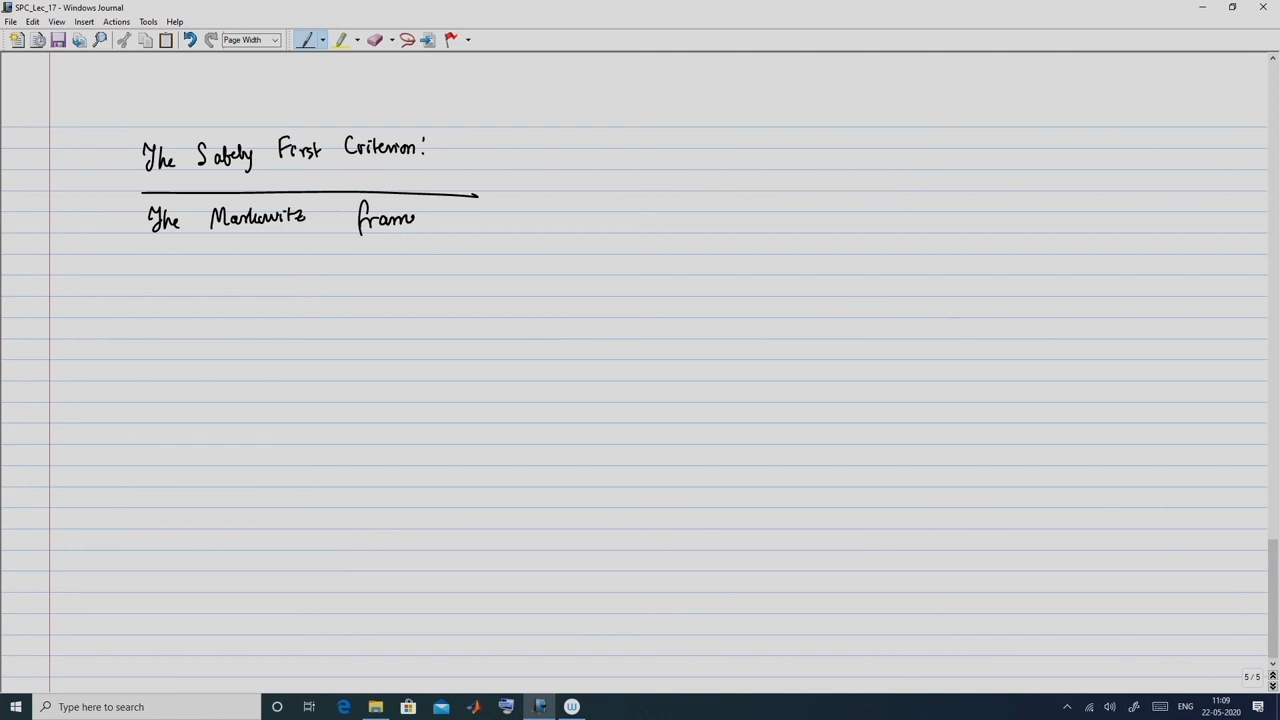 SPC_Lec_17 - Windows Journal
File Edit View Insert Actions Tools Help
Page Width
The Safety First Criterion:
The Markowitz fram
5 / 5
Type here to search
ENG
11:09
22-05-2020